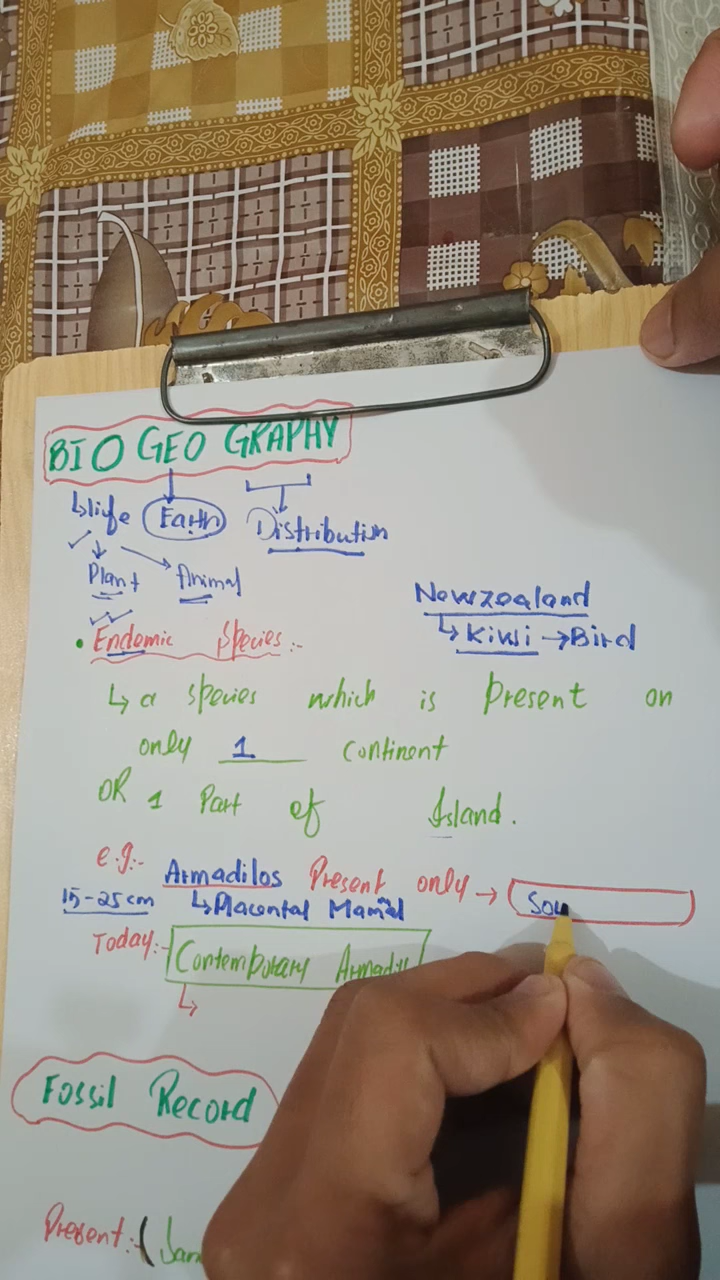 BIO GEO GRAPHY
↳ life Earth Distribution
Plant Animal
Newzealand
↳ Kiwi → Bird
• Endemic Species:-
↳ a species which is Present on
only 1 continent
OR 1 Part of Island.
e.g:- Armadilos Present only → Sou
15-25cm ↳ Placental Mamal
Today:- Contemporary
↳
Fossil Record
Present:- (